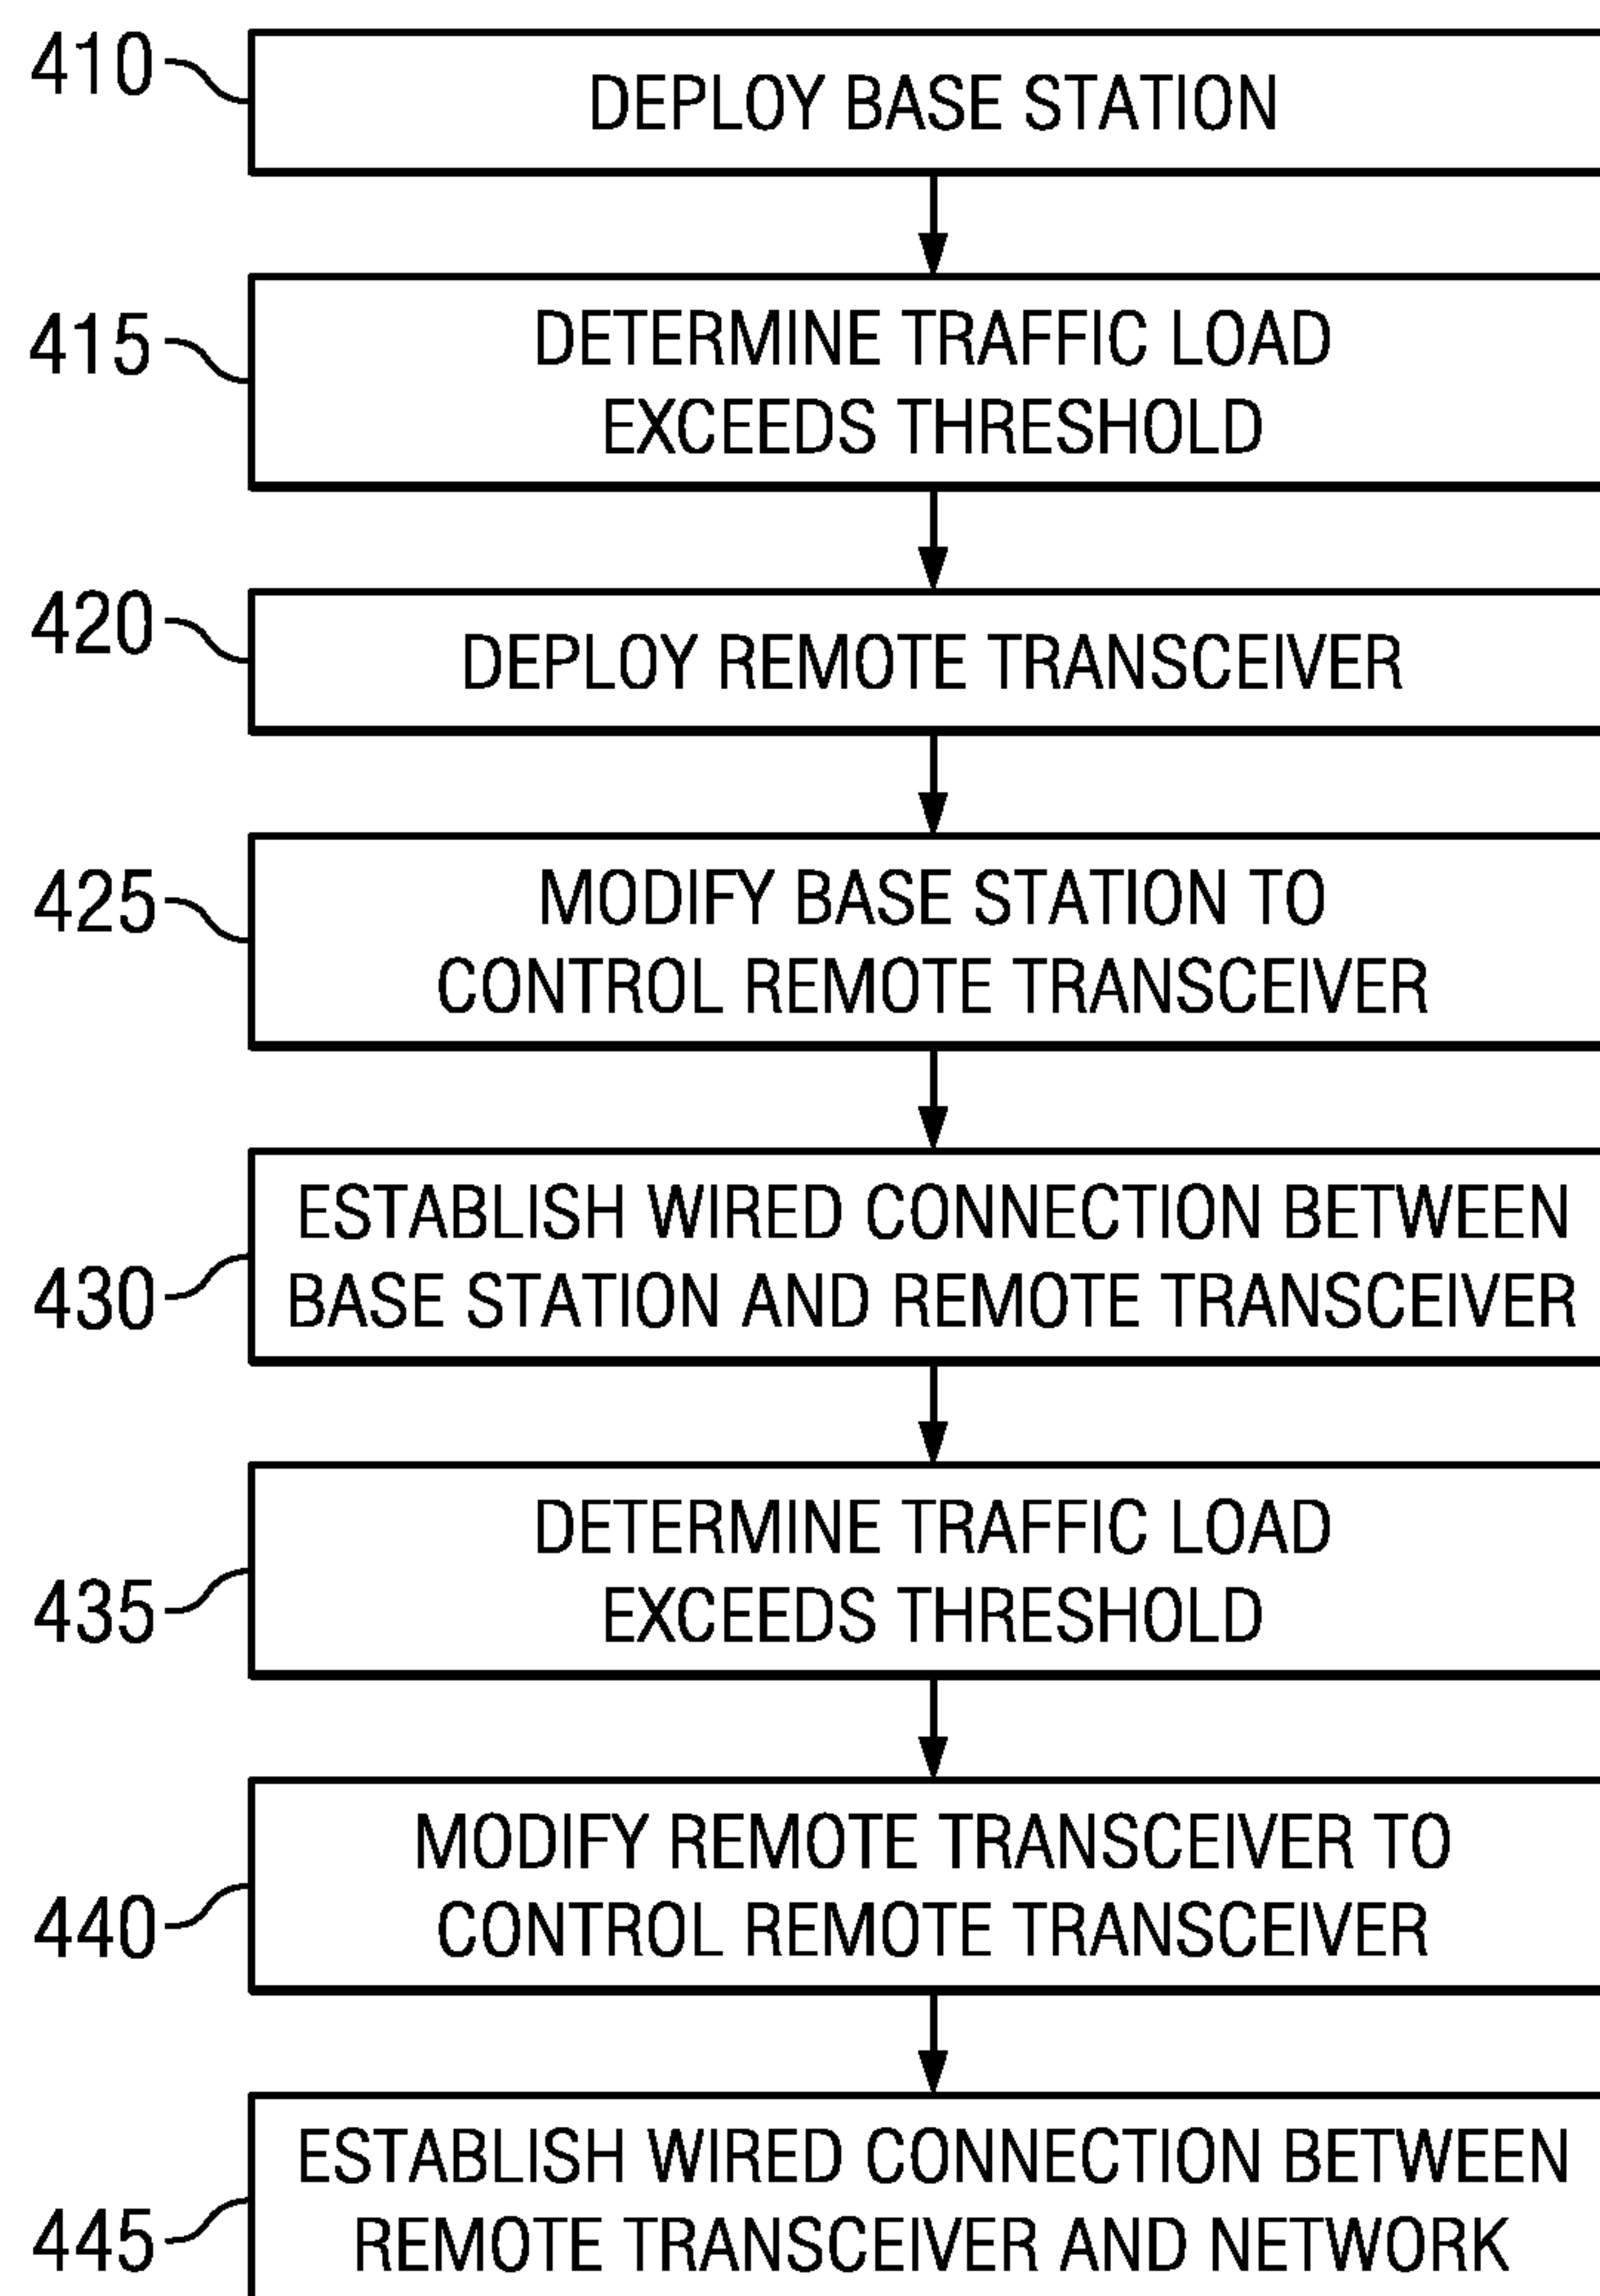 410
DEPLOY BASE STATION
415
DETERMINE TRAFFIC LOAD
EXCEEDS THRESHOLD
420
DEPLOY REMOTE TRANSCEIVER
425
MODIFY BASE STATION TO
CONTROL REMOTE TRANSCEIVER
430
ESTABLISH WIRED CONNECTION BETWEEN
BASE STATION AND REMOTE TRANSCEIVER
435
DETERMINE TRAFFIC LOAD
EXCEEDS THRESHOLD
440
MODIFY REMOTE TRANSCEIVER TO
CONTROL REMOTE TRANSCEIVER
445
ESTABLISH WIRED CONNECTION BETWEEN
REMOTE TRANSCEIVER AND NETWORK